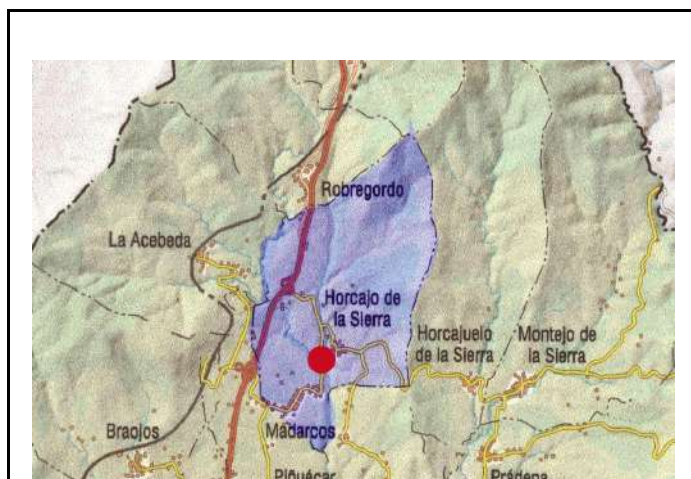 Robregordo
La Acebeda
Horcajo de
la Sierra
Horcajuelo
de la Sierra
Montejo de
la Sierra
Braojos
Madarcos
Piñuécar
Prádena